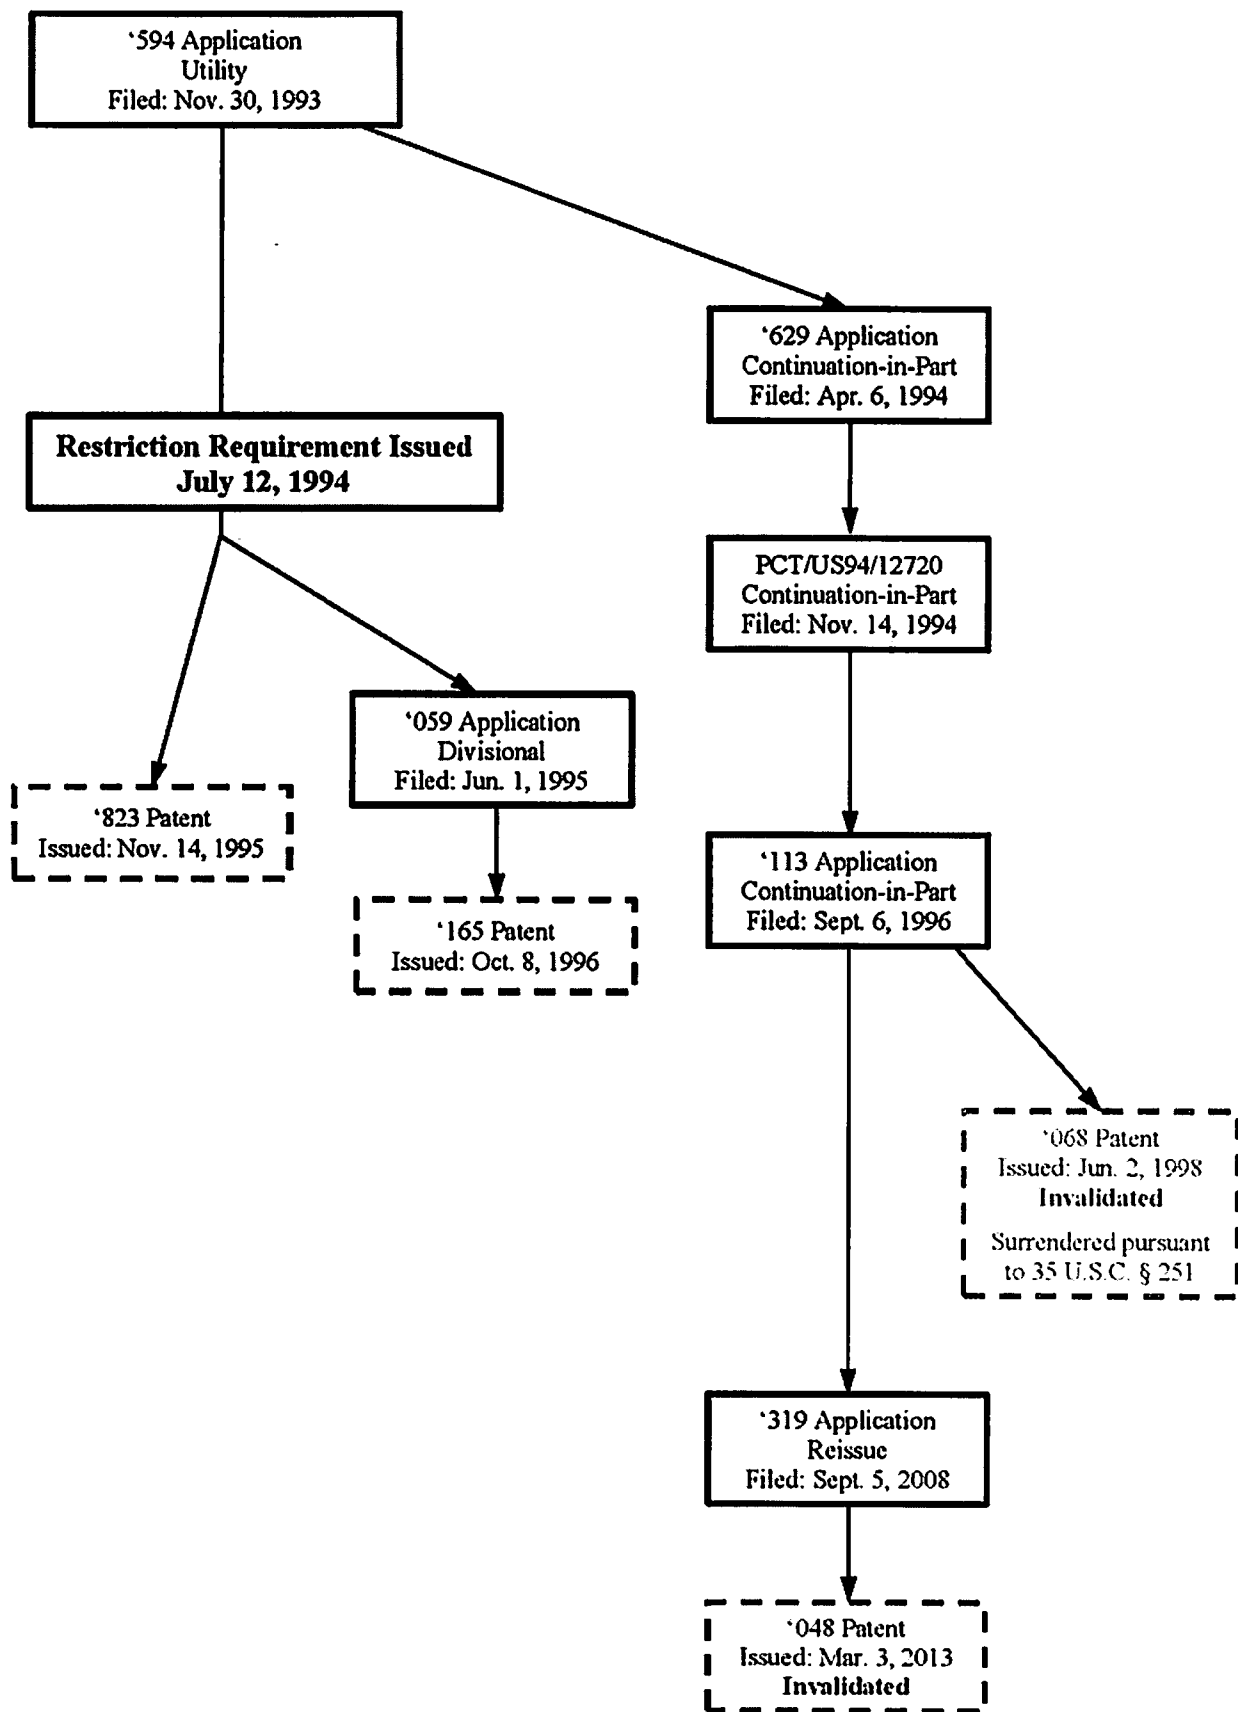 ‘594 Application
Utility
Filed: Nov. 30, 1993
‘629 Application
Continuation-in-Part
Filed: Apr. 6, 1994
Restriction Requirement Issued
July 12, 1994
PCT/US94/12720
Continuation-in-Part
Filed: Nov. 14, 1994
‘059 Application
Divisional
Filed: Jun. 1, 1995
‘823 Patent
Issued: Nov. 14, 1995
‘113 Application
Continuation-in-Part
Filed: Sept. 6, 1996
‘165 Patent
Issued: Oct. 8, 1996
‘068 Patent
Issued: Jun. 2, 1998
Invalidated
Surrendered pursuant
to 35 U.S.C. § 251
‘319 Application
Reissue
Filed: Sept. 5, 2008
‘048 Patent
Issued: Mar. 3, 2013
Invalidated